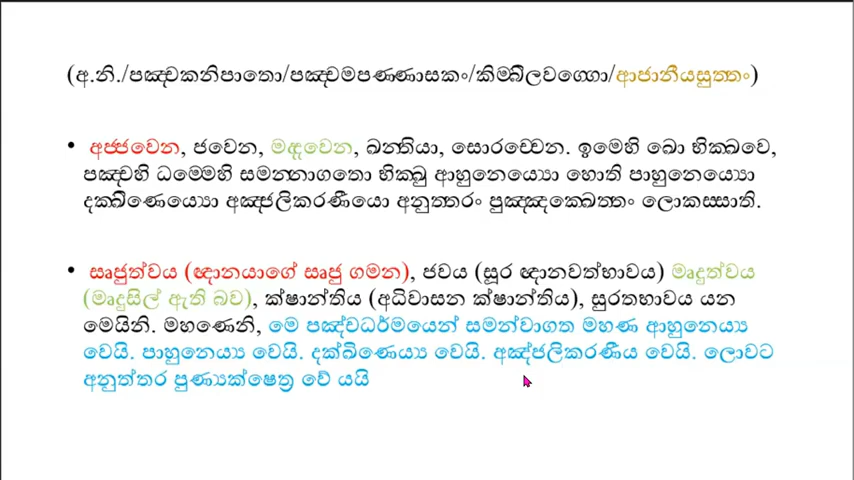 (අ.නි./පඤ්චකනිපාතො/පඤ්චමපණ්ණාසකං/කිම්බිලවග්ගො/ආජානීයසුත්තං)
• අජ්ජවෙන, ජවෙන, මද්දවෙන, ඛන්තියා, සොරච්චෙන. ඉමෙහි ඛො භික්ඛවෙ,
පඤ්චහි ධම්මෙහි සමන්නාගතො භික්ඛු ආහුනෙය්‍යො හොති පාහුනෙය්‍යො
දක්ඛිණෙය්‍යො අඤ්ජලිකරණීයො අනුත්තරං පුඤ්ඤක්ඛෙත්තං ලොකස්සාති.
• සෘජුත්වය (ඥානයාගේ සෘජු ගමන), ජවය (සූර ඥානවත්භාවය) මෘදුත්වය
(මෘදුසිල් ඇති බව), ක්ෂාන්තිය (අධිවාසන ක්ෂාන්තිය), සුරතභාවය යන
මෙයිනි. මහණෙනි, මේ පඤ්චධර්මයෙන් සමන්වාගත මහණ ආහුනෙය්‍ය
වෙයි. පාහුනෙය්‍ය වෙයි. දක්ඛිණෙය්‍ය වෙයි. අඤ්ජලිකරණීය වෙයි. ලොවට
අනුත්තර පුණ්‍යක්ෂෙත්‍ර වේ යයි